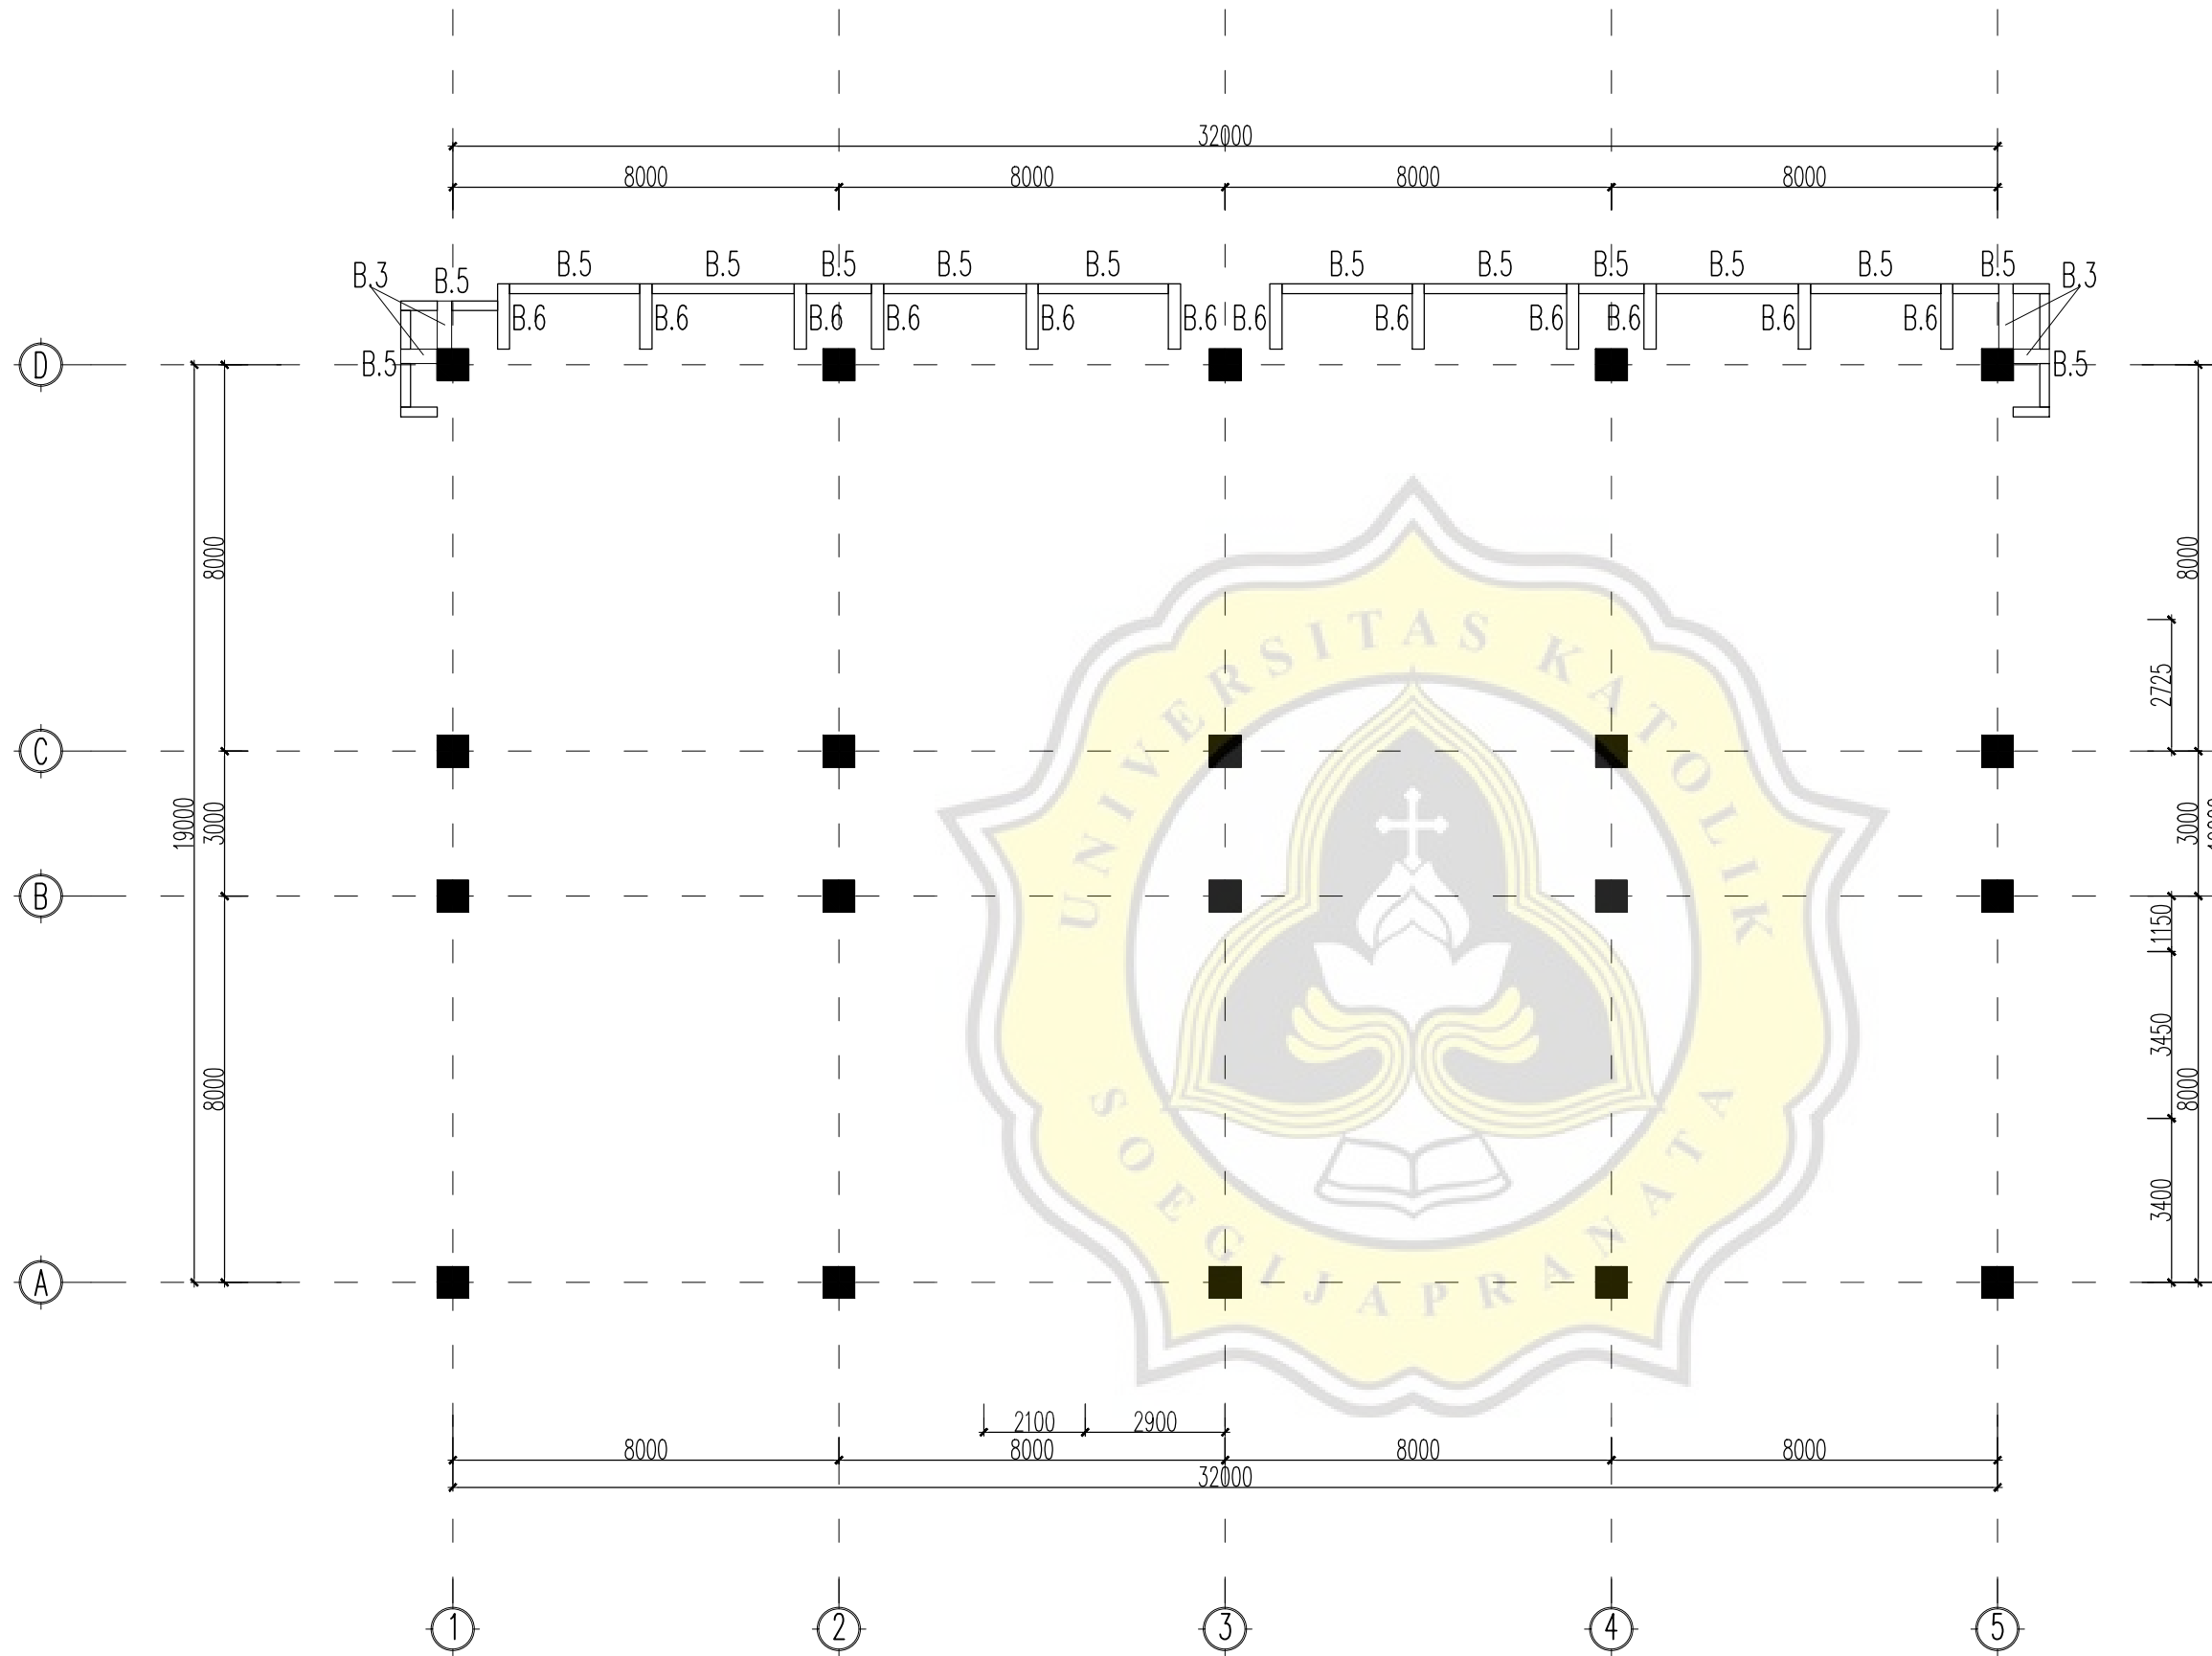 32000
8000 8000 8000 8000
B.5 B.5 B.5 B.5 B.5 B.5 B.5 B.5 B.5 B.5 B.5
B.3 B.5 B.3
B.6 B.6 B.6 B.6 B.6 B.6 B.6 B.6 B.6 B.6 B.6 B.6
D B.5 B.5
8000 8000
2725
C
19000 3000 3000
B
1150
3450
8000 8000
3400
A
UNIVERSITAS KATOLIK
SOEGIJAPRANATA
2100 2900
8000 8000 8000 8000
32000
1 2 3 4 5